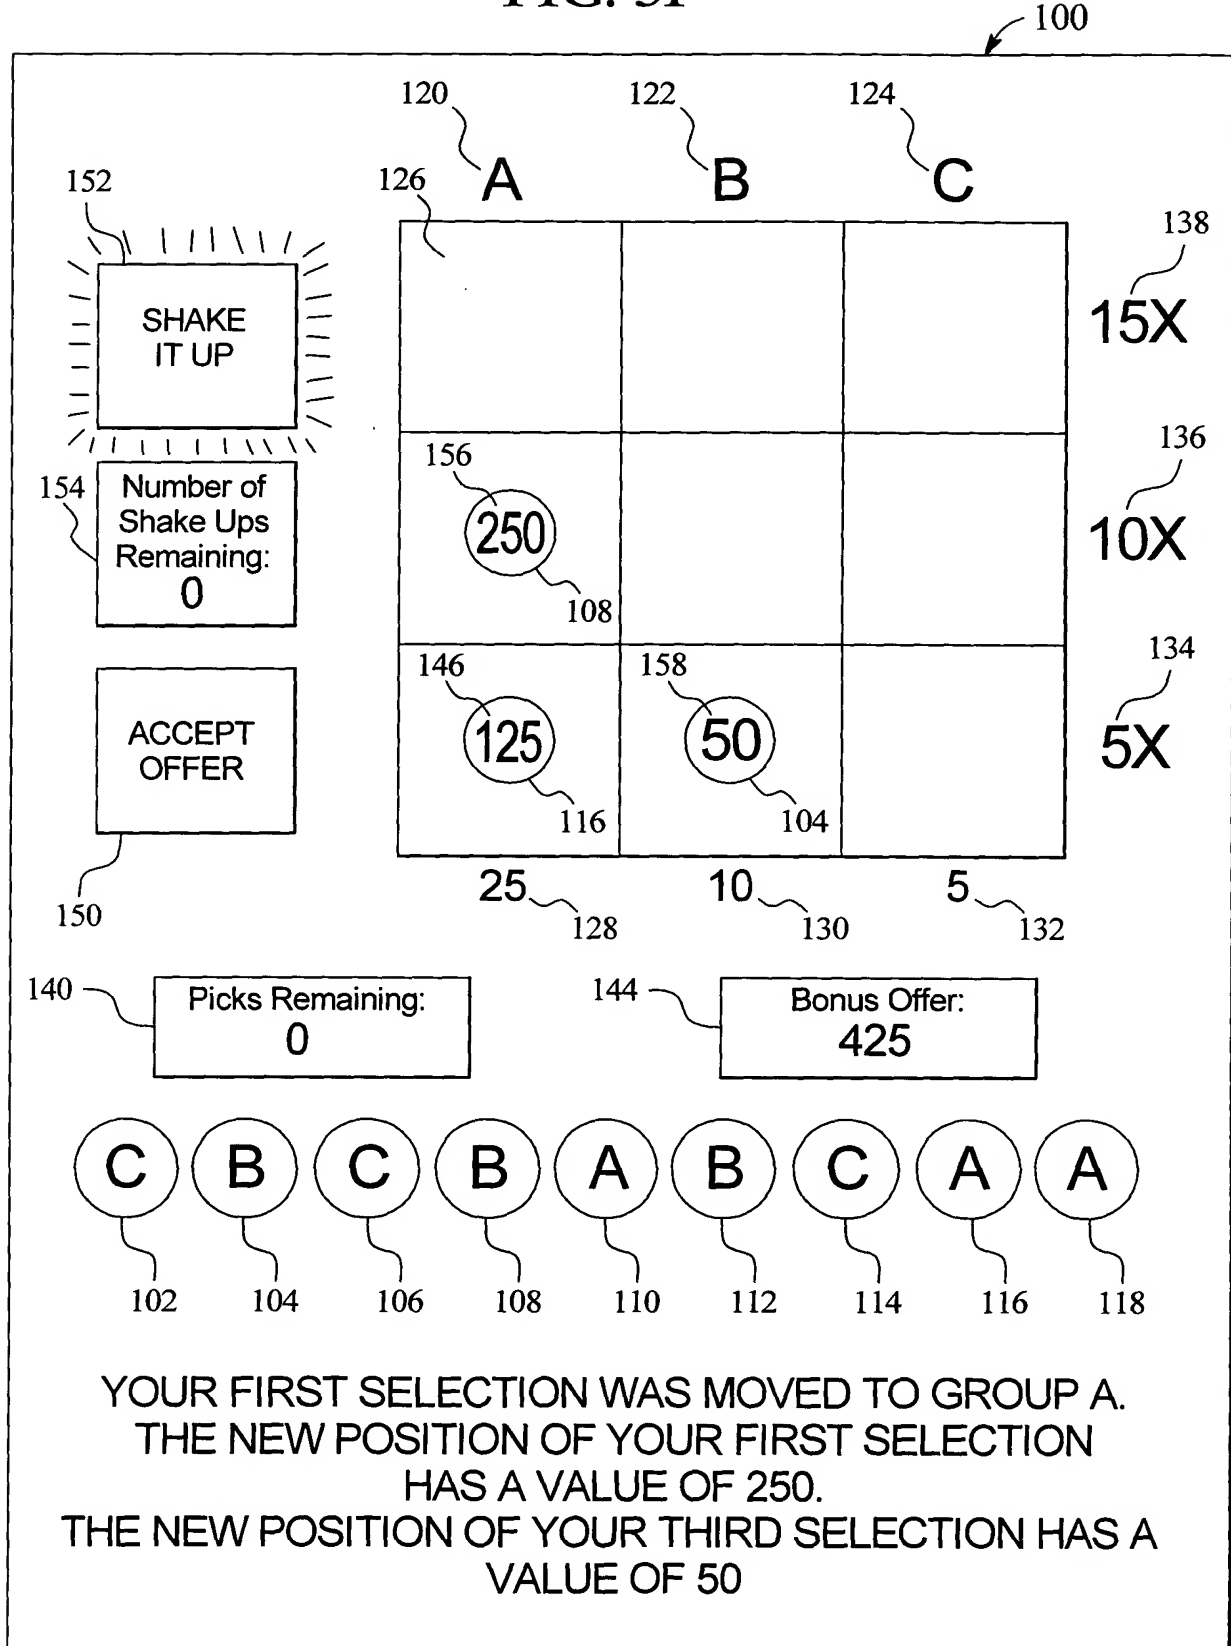 100
120 122 124
152 126 A B C
138
SHAKE
IT UP
15X
156 136
154 Number of
Shake Ups
Remaining:
0
250 10X
108
146 158 134
ACCEPT
OFFER
125 50 5X
116 104
25 10 5
150 128 130 132
140 Picks Remaining:
0
144 Bonus Offer:
425
C B C B A B C A A
102 104 106 108 110 112 114 116 118
YOUR FIRST SELECTION WAS MOVED TO GROUP A.
THE NEW POSITION OF YOUR FIRST SELECTION
HAS A VALUE OF 250.
THE NEW POSITION OF YOUR THIRD SELECTION HAS A
VALUE OF 50